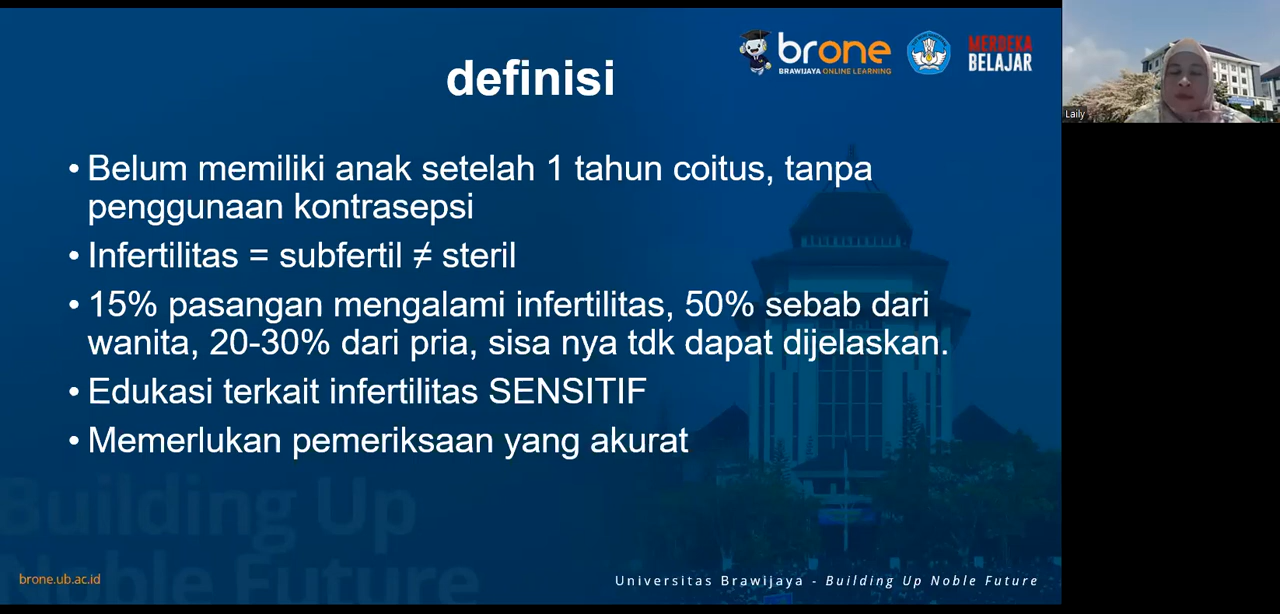 brone
BRAWIJAYA ONLINE LEARNING
MERDEKA
BELAJAR
definisi
Laily
• Belum memiliki anak setelah 1 tahun coitus, tanpa
penggunaan kontrasepsi
• Infertilitas = subfertil ≠ steril
• 15% pasangan mengalami infertilitas, 50% sebab dari
wanita, 20-30% dari pria, sisa nya tdk dapat dijelaskan.
• Edukasi terkait infertilitas SENSITIF
• Memerlukan pemeriksaan yang akurat
Building Up
Noble Future
brone.ub.ac.id
Universitas Brawijaya - Building Up Noble Future